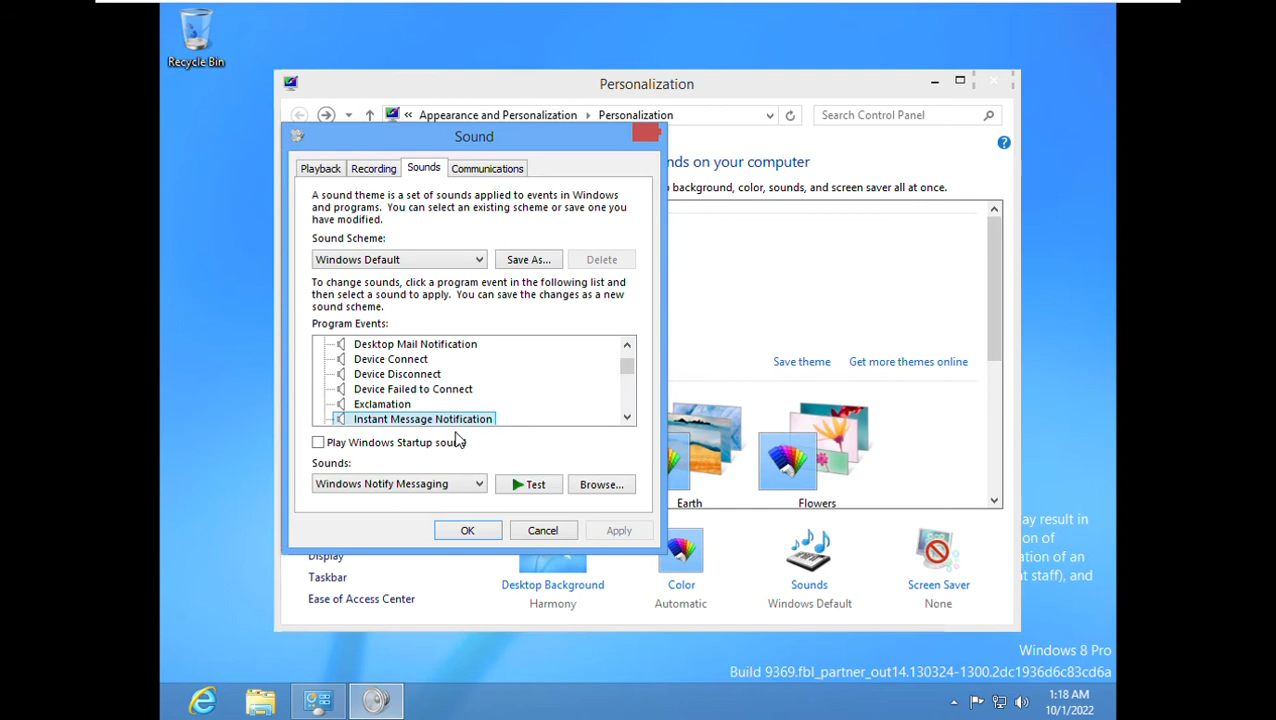 Recycle Bin
Personalization
« Appearance and Personalization › Personalization
Search Control Panel
Sound
nds on your computer
background, color, sounds, and screen saver all at once.
Playback
Recording
Sounds
Communications
A sound theme is a set of sounds applied to events in Windows
and programs. You can select an existing scheme or save one you
have modified.
Sound Scheme:
Windows Default
Save As...
Delete
To change sounds, click a program event in the following list and
then select a sound to apply. You can save the changes as a new
sound scheme.
Program Events:
Desktop Mail Notification
Device Connect
Device Disconnect
Device Failed to Connect
Exclamation
Instant Message Notification
Play Windows Startup sound
Sounds:
Windows Notify Messaging
Test
Browse...
OK
Cancel
Apply
Save theme
Get more themes online
Earth
Flowers
Display
Taskbar
Ease of Access Center
Desktop Background
Harmony
Color
Automatic
Sounds
Windows Default
Screen Saver
None
ay result in
on of
ation of an
t staff), and
Windows 8 Pro
Build 9369.fbl_partner_out14.130324-1300.2dc1936d6c83cd6a
1:18 AM
10/1/2022